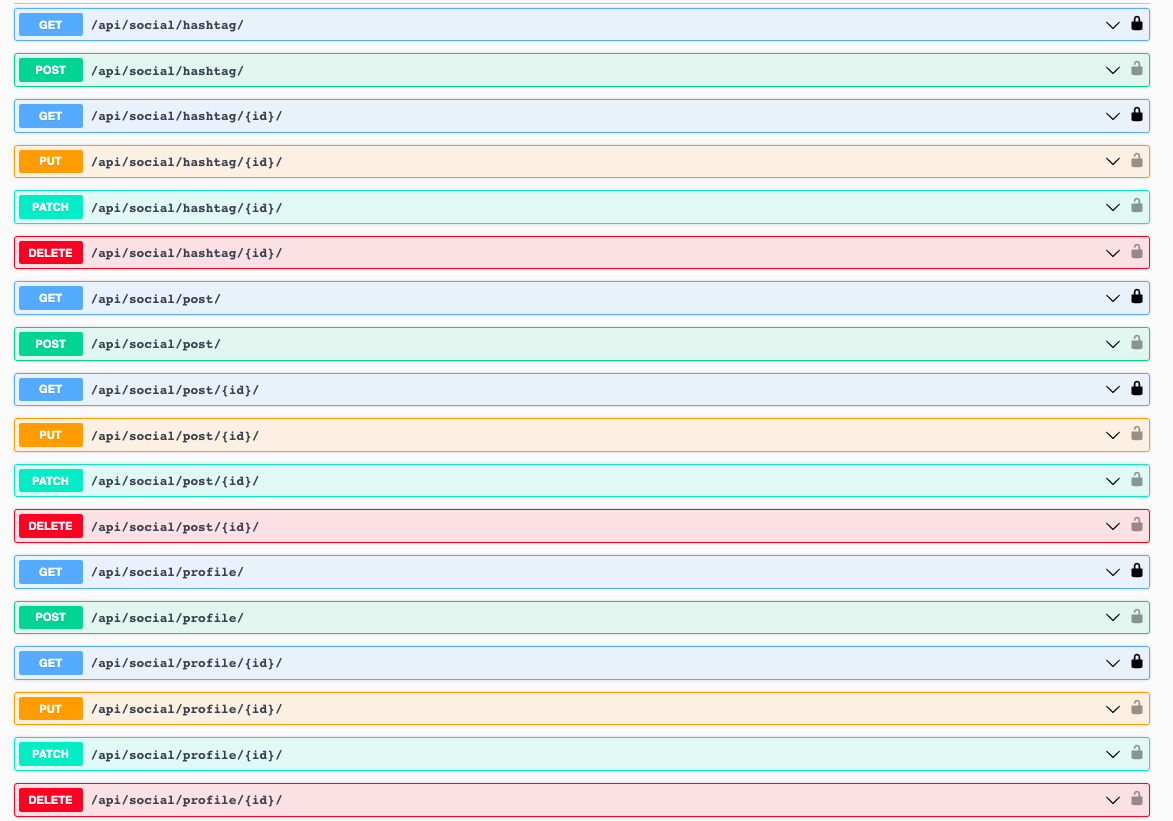 GET /api/social/hashtag/
POST /api/social/hashtag/
GET /api/social/hashtag/{id}/
PUT /api/social/hashtag/{id}/
PATCH /api/social/hashtag/{id}/
DELETE /api/social/hashtag/{id}/
GET /api/social/post/
POST /api/social/post/
GET /api/social/post/{id}/
PUT /api/social/post/{id}/
PATCH /api/social/post/{id}/
DELETE /api/social/post/{id}/
GET /api/social/profile/
POST /api/social/profile/
GET /api/social/profile/{id}/
PUT /api/social/profile/{id}/
PATCH /api/social/profile/{id}/
DELETE /api/social/profile/{id}/